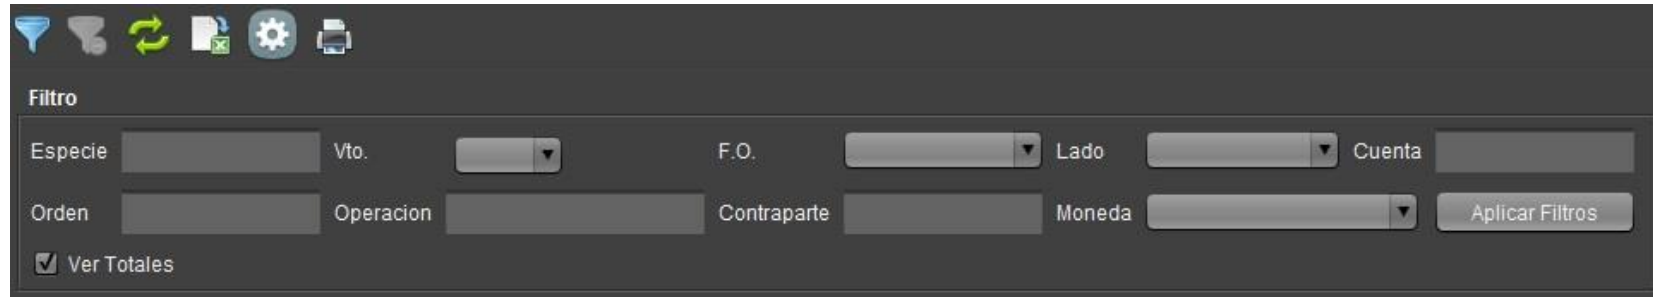 Filtro
Especie Vto. F.O. Lado Cuenta
Orden Operacion Contraparte Moneda Aplicar Filtros
Ver Totales